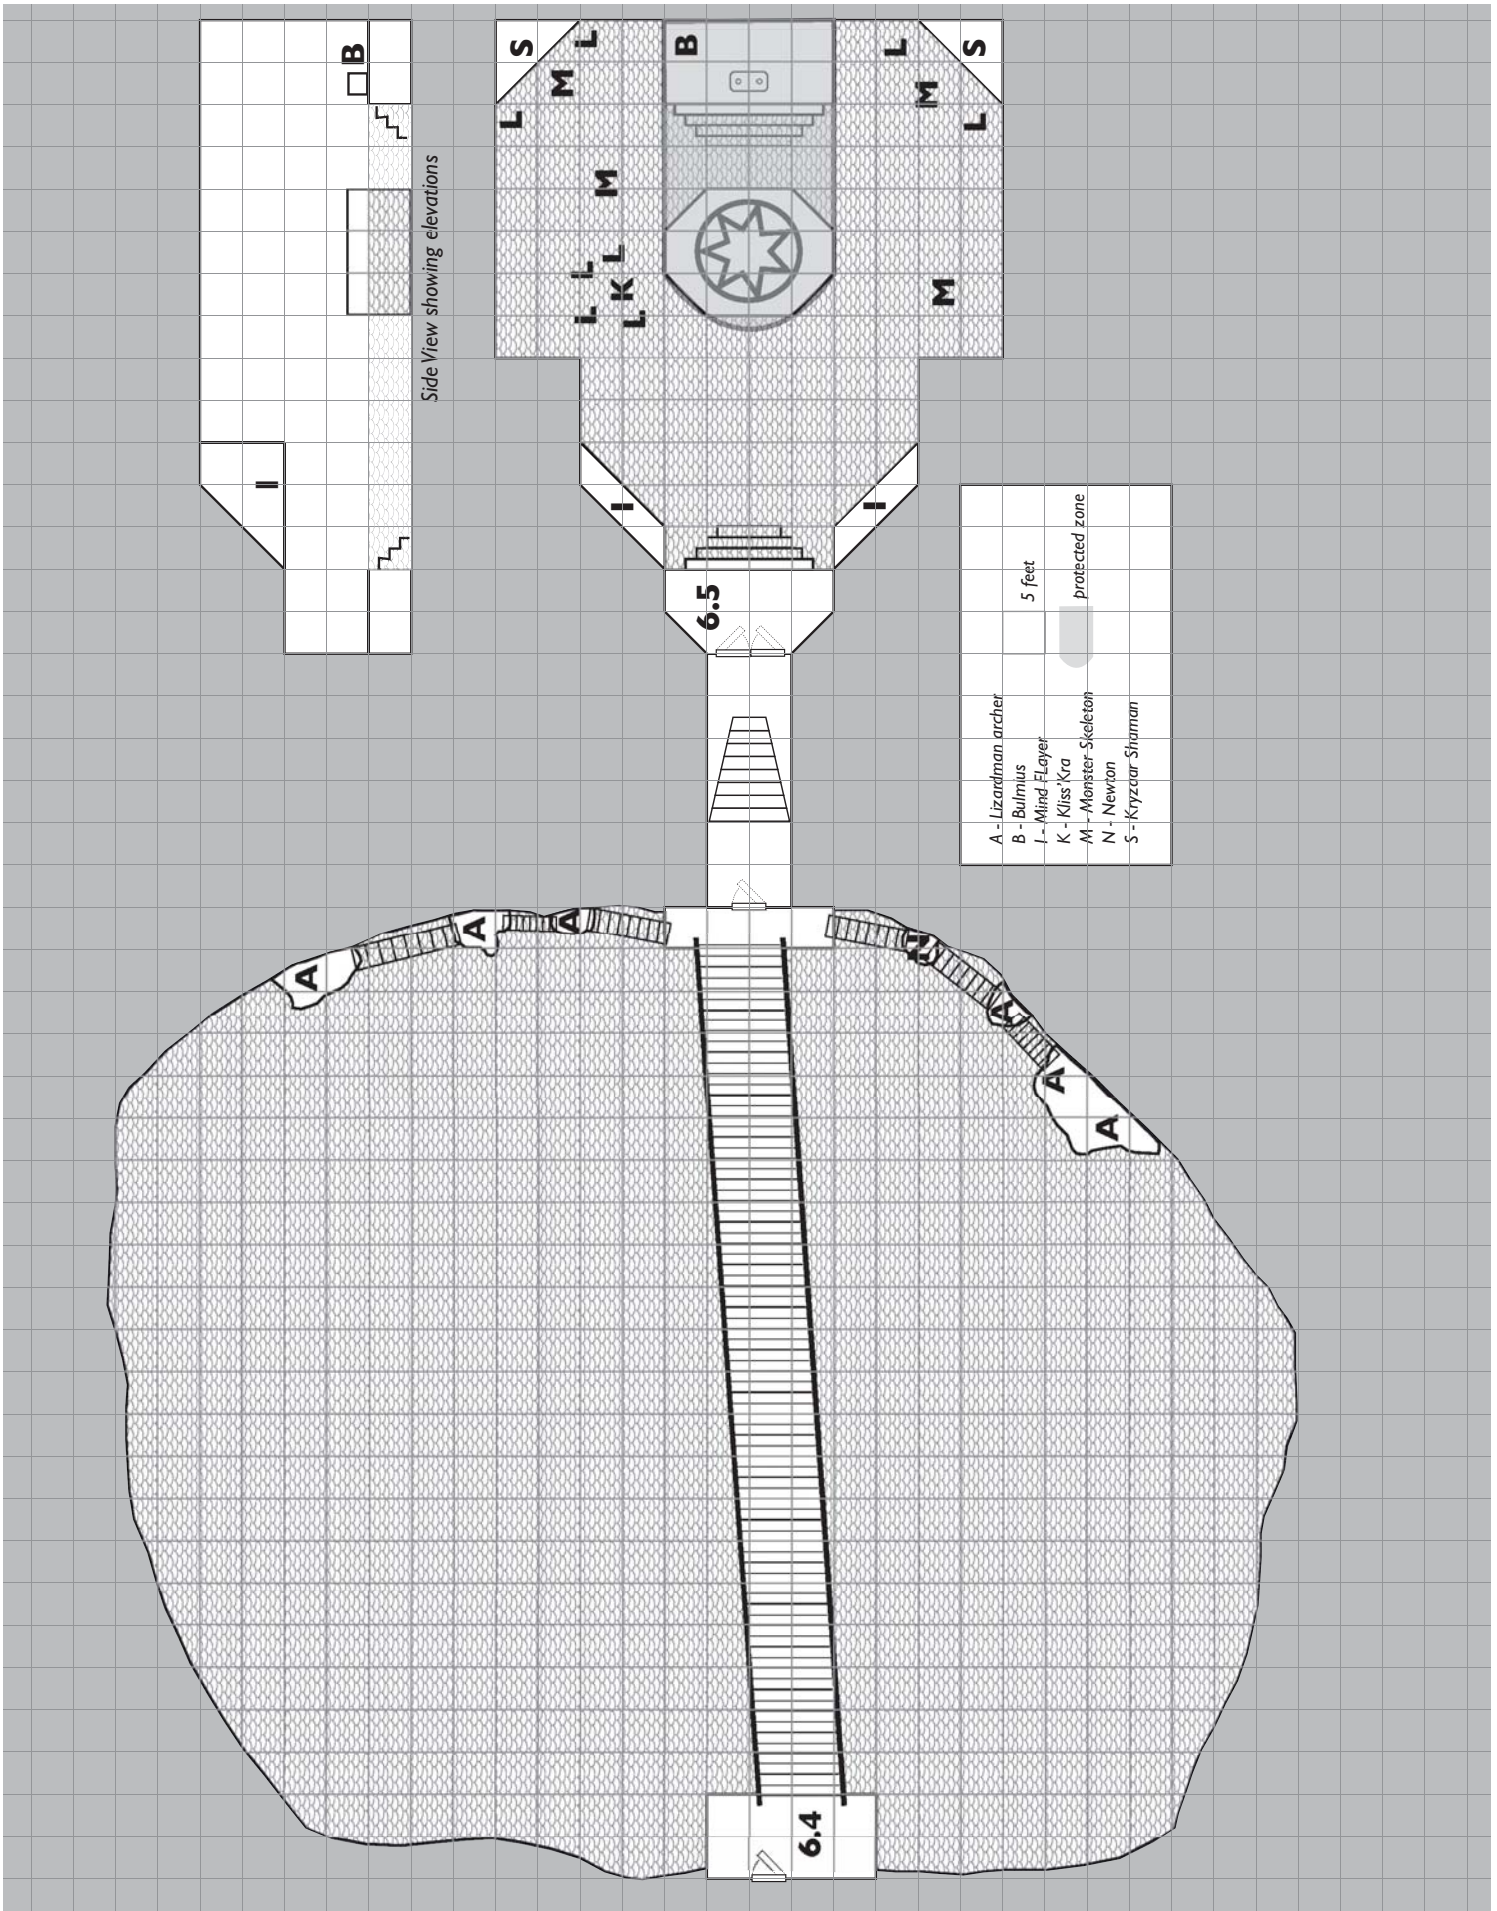 B
I
Side View showing elevations
S
L
B
L
S
M
M
L
L
M
L
L
K
M
L
L
I
I
6.5
A - Lizardman archer
B - Bulmius
I - Mind FLayer
K - Kliss'Kra
M - Monster Skeleton
N - Newton
S - Kryzaar Shaman
5 feet
protected zone
A
A
A
A
A
A
6.4